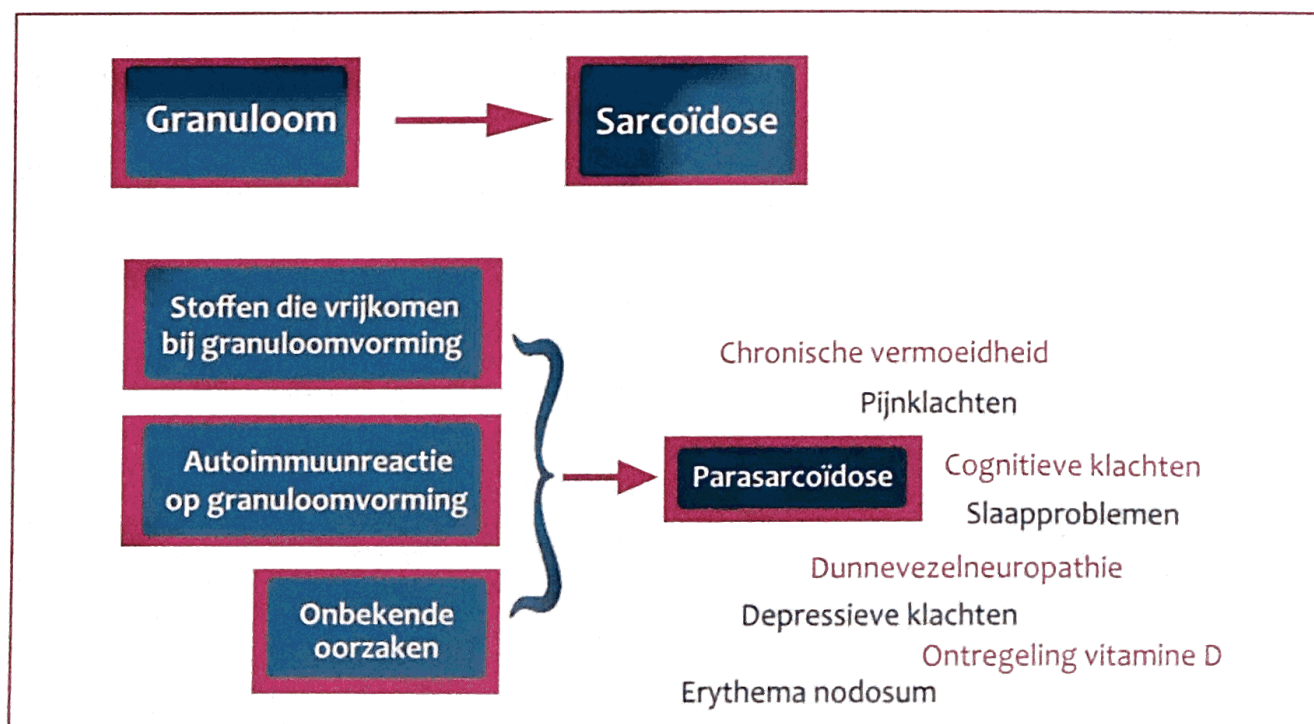 Granuloom
Sarcoïdose
Stoffen die vrijkomen
bij granuloomvorming
Autoimmuunreactie
op granuloomvorming
Onbekende
oorzaken
Parasarcoïdose
Chronische vermoeidheid
Pijnklachten
Cognitieve klachten
Slaapproblemen
Dunnevezelneuropathie
Depressieve klachten
Ontregeling vitamine D
Erythema nodosum